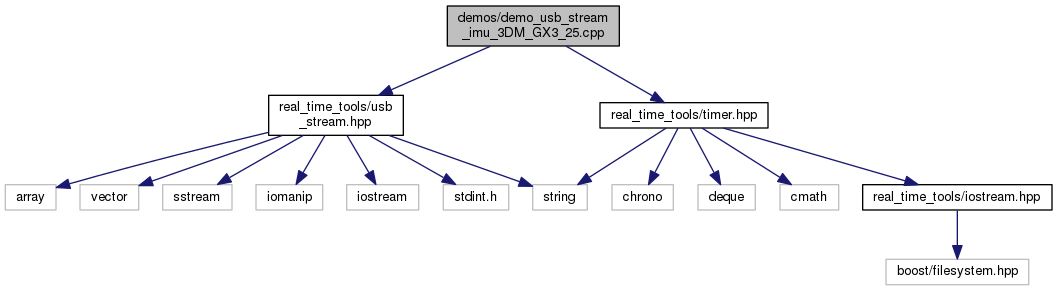 demos/demo_usb_stream
_imu_3DM_GX3_25.cpp
real_time_tools/usb
_stream.hpp
real_time_tools/timer.hpp
array
vector
sstream
iomanip
iostream
stdint.h
string
chrono
deque
cmath
real_time_tools/iostream.hpp
boost/filesystem.hpp